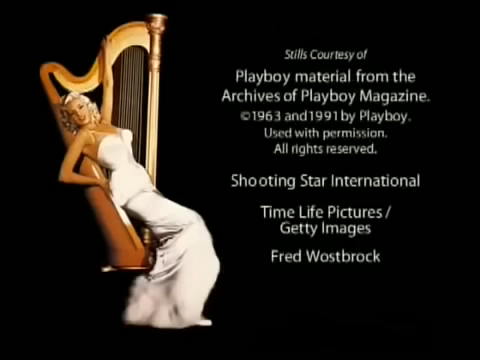 Stills Courtesy of
Playboy material from the
Archives of Playboy Magazine.
©1963 and1991 by Playboy.
Used with permission.
All rights reserved.
Shooting Star International
Time Life Pictures /
Getty Images
Fred Wostbrock